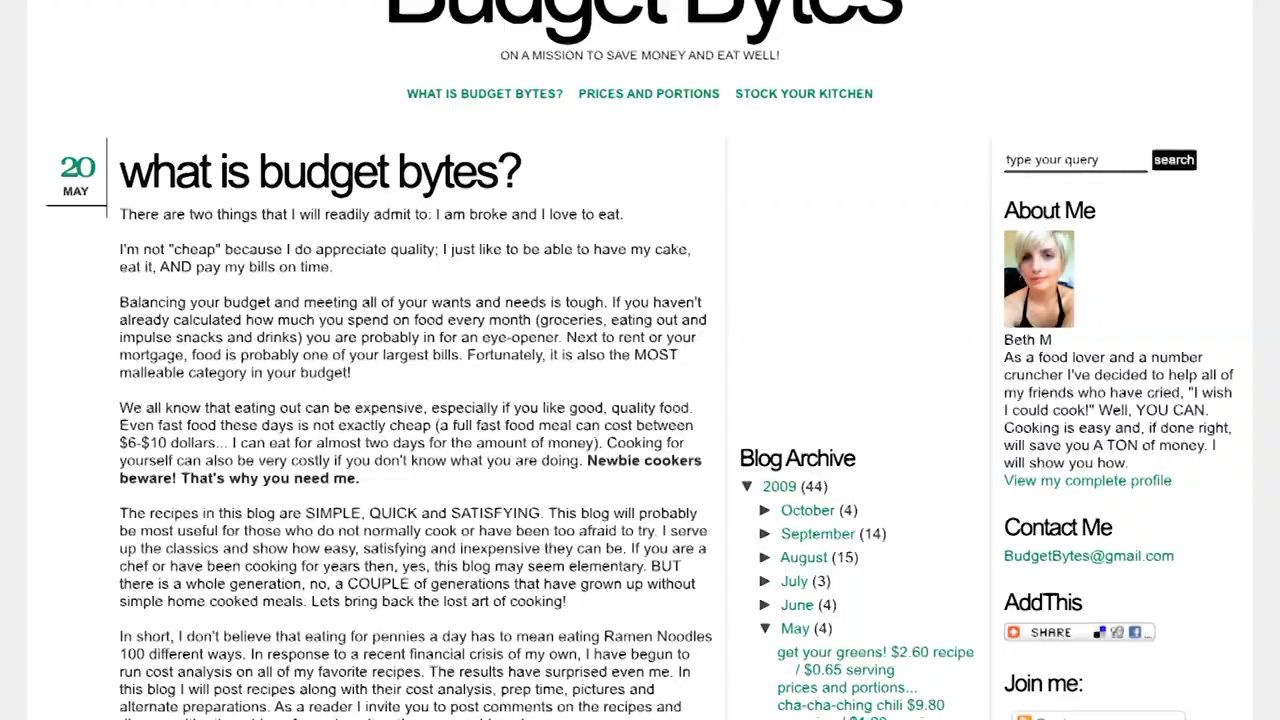 Budget Bytes
ON A MISSION TO SAVE MONEY AND EAT WELL!
WHAT IS BUDGET BYTES? PRICES AND PORTIONS STOCK YOUR KITCHEN
20
MAY
what is budget bytes?
There are two things that I will readily admit to: I am broke and I love to eat.
I'm not "cheap" because I do appreciate quality; I just like to be able to have my cake,
eat it, AND pay my bills on time.
Balancing your budget and meeting all of your wants and needs is tough. If you haven't
already calculated how much you spend on food every month (groceries, eating out and
impulse snacks and drinks) you are probably in for an eye-opener. Next to rent or your
mortgage, food is probably one of your largest bills. Fortunately, it is also the MOST
malleable category in your budget!
We all know that eating out can be expensive, especially if you like good, quality food.
Even fast food these days is not exactly cheap (a full fast food meal can cost between
$6-$10 dollars... I can eat for almost two days for the amount of money). Cooking for
yourself can also be very costly if you don't know what you are doing. Newbie cookers
beware! That's why you need me.
The recipes in this blog are SIMPLE, QUICK and SATISFYING. This blog will probably
be most useful for those who do not normally cook or have been too afraid to try. I serve
up the classics and show how easy, satisfying and inexpensive they can be. If you are a
chef or have been cooking for years then, yes, this blog may seem elementary. BUT
there is a whole generation, no, a COUPLE of generations that have grown up without
simple home cooked meals. Lets bring back the lost art of cooking!
In short, I don't believe that eating for pennies a day has to mean eating Ramen Noodles
100 different ways. In response to a recent financial crisis of my own, I have begun to
run cost analysis on all of my favorite recipes. The results have surprised even me. In
this blog I will post recipes along with their cost analysis, prep time, pictures and
alternate preparations. As a reader I invite you to post comments on the recipes and
Blog Archive
▼ 2009 (44)
► October (4)
► September (14)
► August (15)
► July (3)
► June (4)
▼ May (4)
get your greens! $2.60 recipe
/ $0.65 serving
prices and portions...
cha-cha-ching chili $9.80
type your query search
About Me
Beth M
As a food lover and a number
cruncher I've decided to help all of
my friends who have cried, "I wish
I could cook!" Well, YOU CAN.
Cooking is easy and, if done right,
will save you A TON of money. I
will show you how.
View my complete profile
Contact Me
BudgetBytes@gmail.com
AddThis
SHARE
Join me: